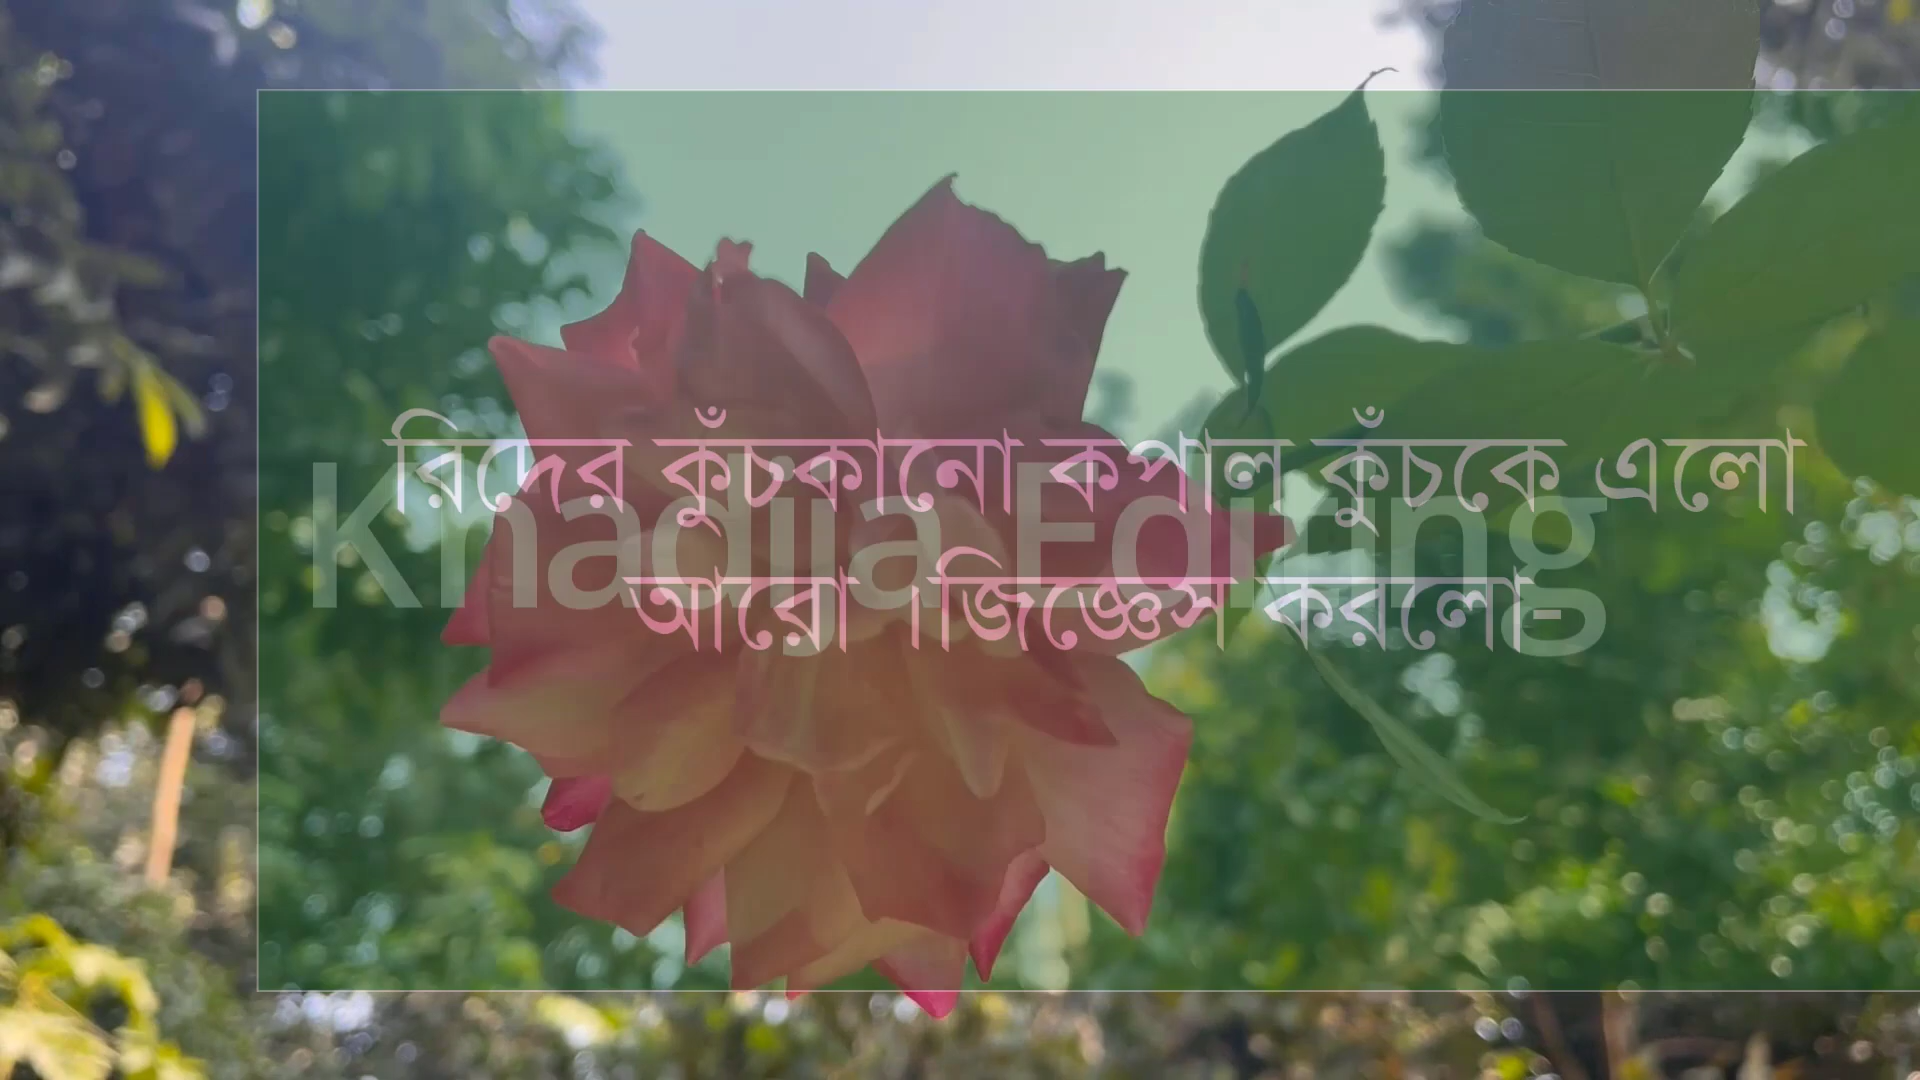 রিদের কুঁচকানো কপাল কুঁচকে এলো
Khadija Editing
আরো ।জিজ্ঞেস করলো-